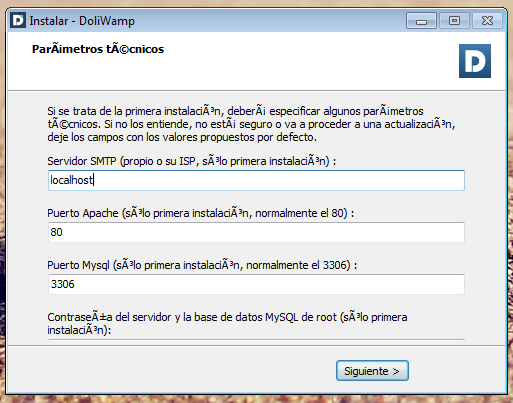 Instalar - DoliWamp
ParÃ¡metros tÃ©cnicos
D
Si se trata de la primera instalaciÃ³n, deberÃ¡ especificar algunos parÃ¡metros
tÃ©cnicos. Si no los entiende, no estÃ¡ seguro o va a proceder a una actualizaciÃ³n,
deje los campos con los valores propuestos por defecto.
Servidor SMTP (propio o su ISP, sÃ³lo primera instalaciÃ³n) :
localhost
Puerto Apache (sÃ³lo primera instalaciÃ³n, normalmente el 80) :
80
Puerto Mysql (sÃ³lo primera instalaciÃ³n, normalmente el 3306) :
3306
ContraseÃ±a del servidor y la base de datos MySQL de root (sÃ³lo primera
instalaciÃ³n):
Siguiente >